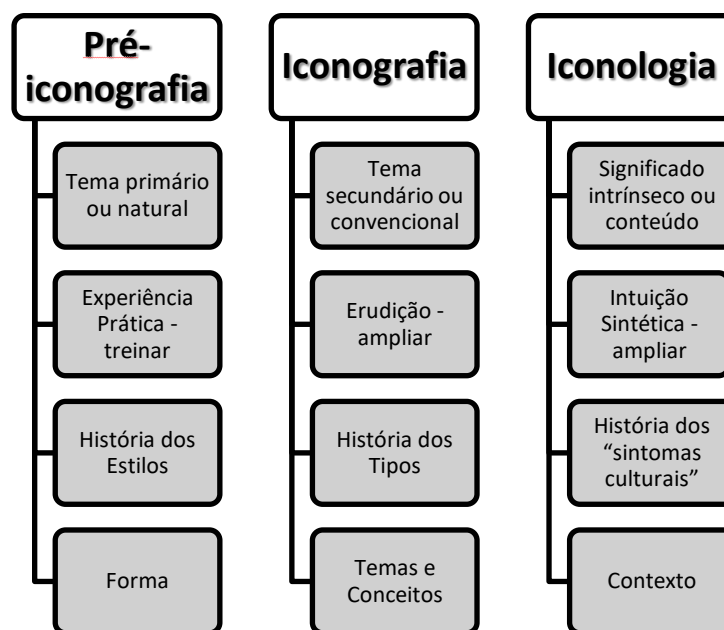 Pré-
iconografia
Tema primário
ou natural
Experiência
Prática -
treinar
História dos
Estilos
Forma
Iconografia
Tema
secundário ou
convencional
Erudição -
ampliar
História dos
Tipos
Temas e
Conceitos
Iconologia
Significado
intrínseco ou
conteúdo
Intuição
Sintética -
ampliar
História dos
“sintomas
culturais”
Contexto